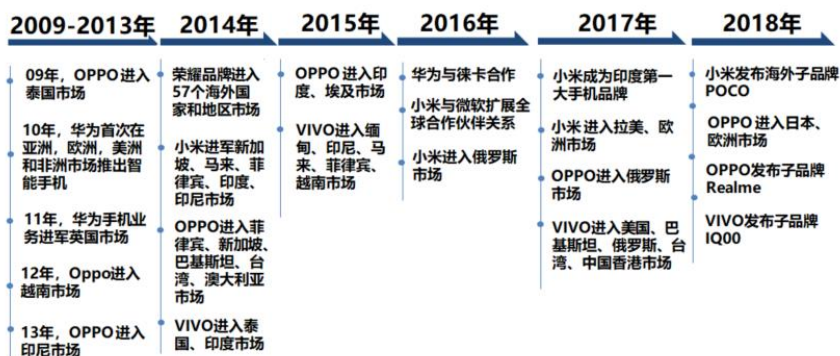 2009-2013年
09年，OPPO进入
泰国市场
10年，华为首次在
亚洲，欧洲，美洲
和非洲市场推出智
能手机
11年，华为手机业
务进军英国市场
12年，Oppo进入
越南市场
13年，OPPO进入
印尼市场
2014年
荣耀品牌进入
57个海外国
家和地区市场
小米进军新加
坡、马来、菲
律宾、印度、
印尼市场
OPPO进入菲
律宾、新加坡、
巴基斯坦、台
湾、澳大利亚
市场
VIVO进入泰
国、印度市场
2015年
OPPO进入印
度、埃及市场
VIVO进入缅
甸、印尼、马
来、菲律宾、
越南市场
2016年
华为与徕卡合作
小米与微软扩展全
球合作伙伴关系
小米进入俄罗斯
市场
2017年
小米成为印度第一
大手机品牌
小米进入拉美、欧
洲市场
OPPO进入俄罗斯
市场
VIVO进入美国、巴
基斯坦、俄罗斯、台
湾、中国香港市场
2018年
小米发布海外子品牌
POCO
OPPO进入日本、
欧洲市场
OPPO发布子品牌
Realme
VIVO发布子品牌
IQ00